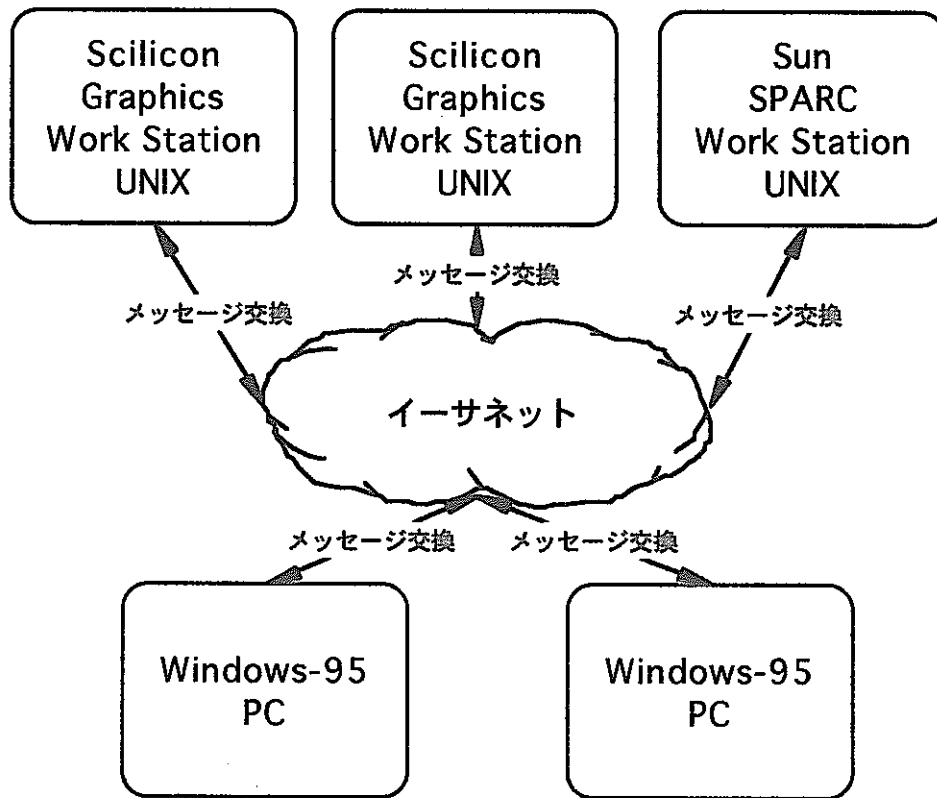 Scilicon
Graphics
Work Station
UNIX
Scilicon
Graphics
Work Station
UNIX
Sun
SPARC
Work Station
UNIX
メッセージ交換
メッセージ交換
メッセージ交換
イーサネット
メッセージ交換
メッセージ交換
Windows-95
PC
Windows-95
PC